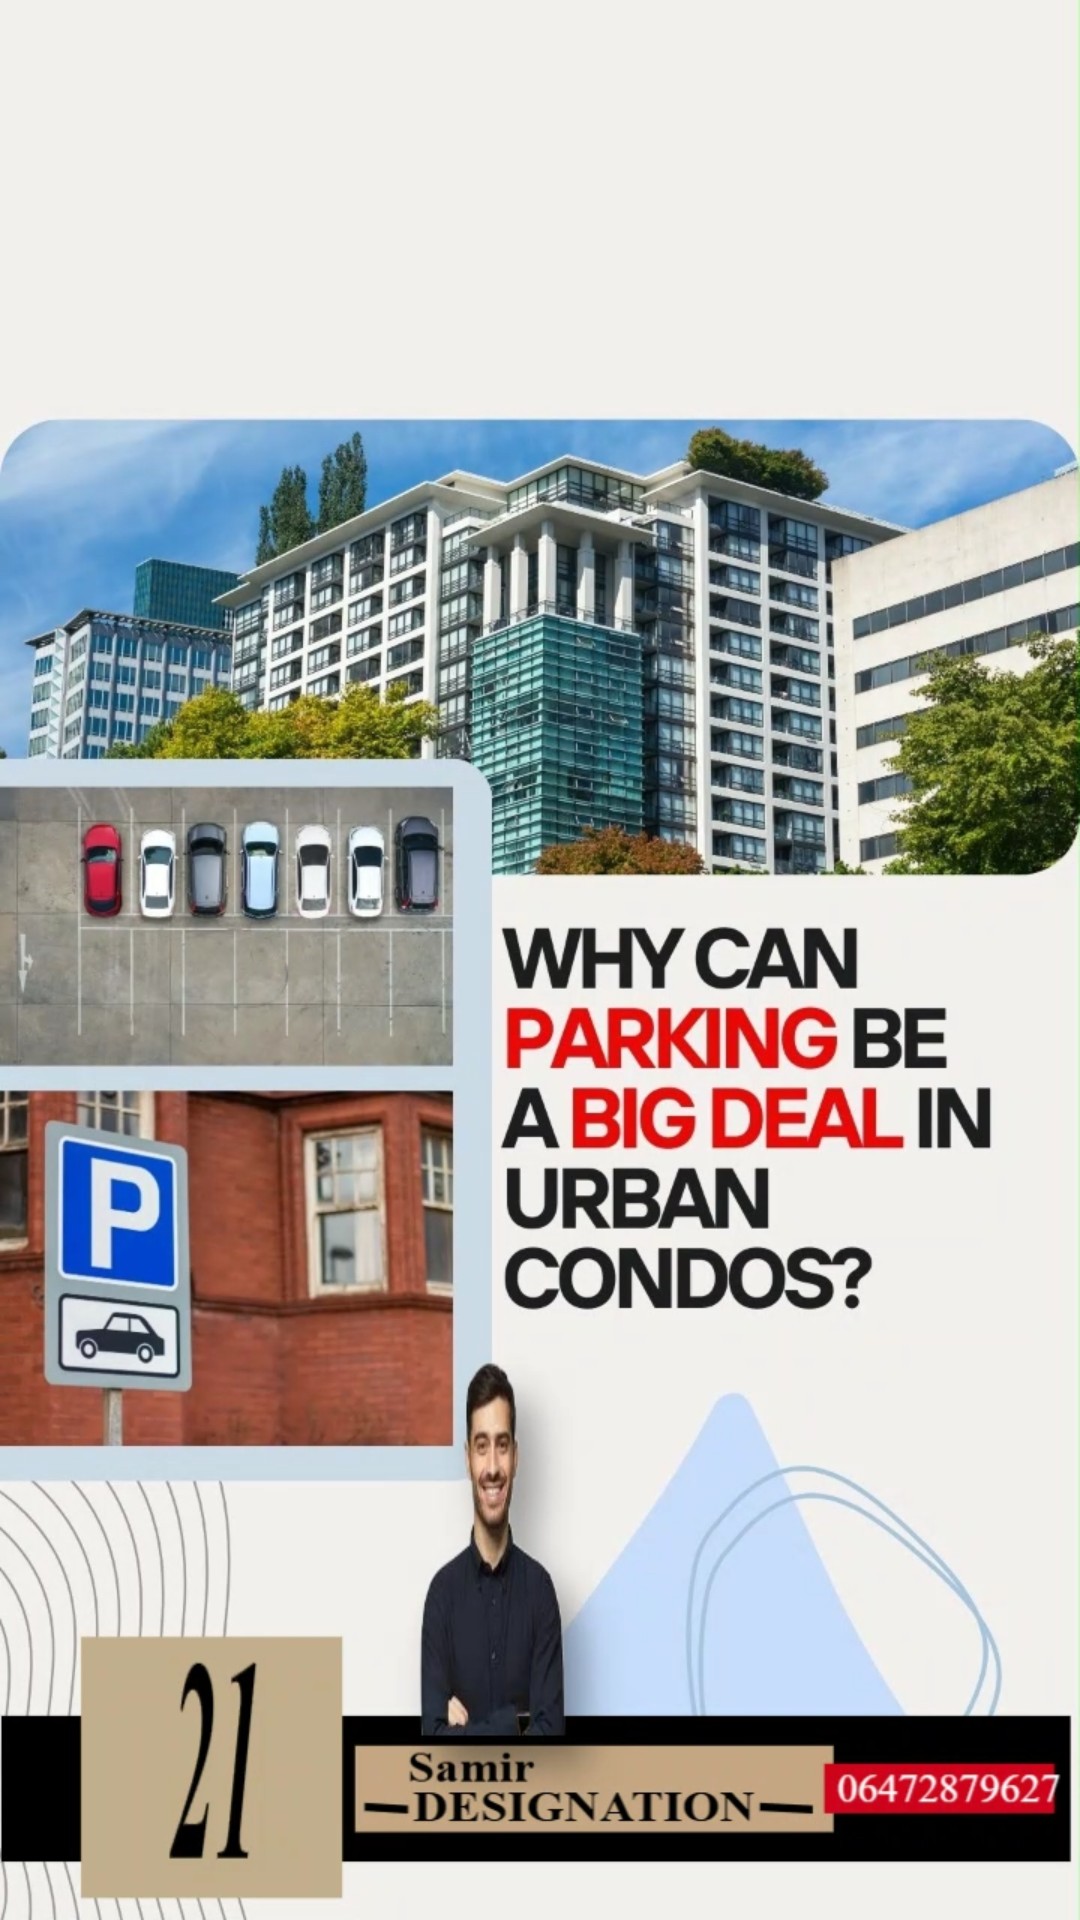 WHY CAN
PARKING BE
A BIG DEAL IN
URBAN
CONDOS?
P
21
Samir
DESIGNATION
06472879627